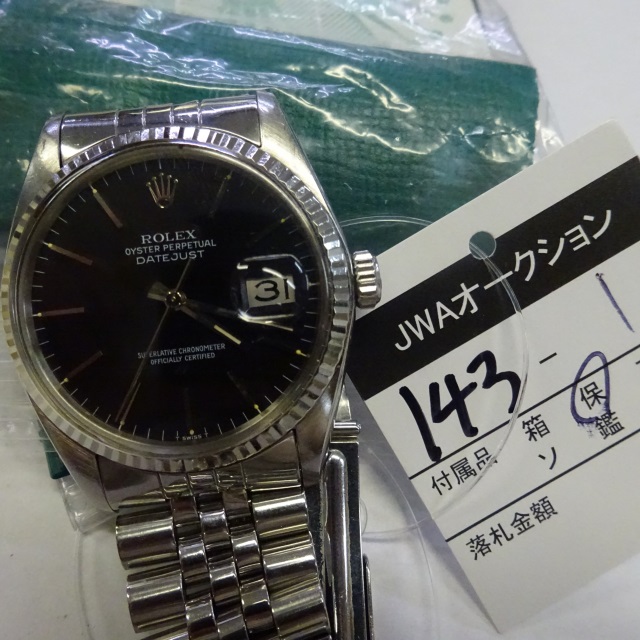 ROLEX
OYSTER PERPETUAL
DATEJUST
31
SUPERLATIVE CHRONOMETER
OFFICIALLY CERTIFIED
SWISS
JWAオークション
143-1
付属品 箱 保
ソ 鑑
落札金額